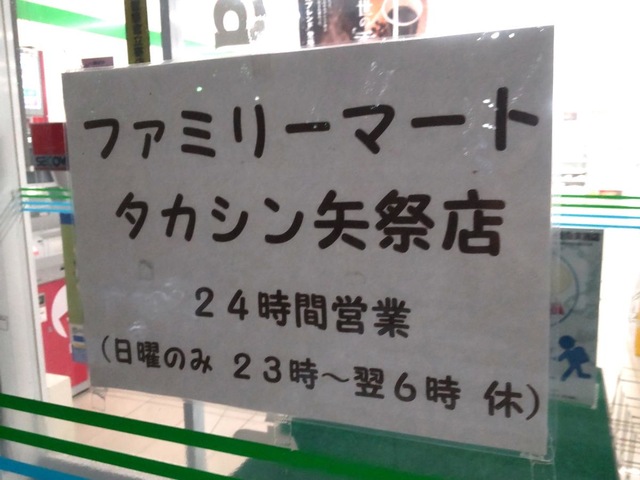 ファミリーマート
タカシン矢祭店
24時間営業
(日曜のみ 23時～翌6時 休)
SECOM